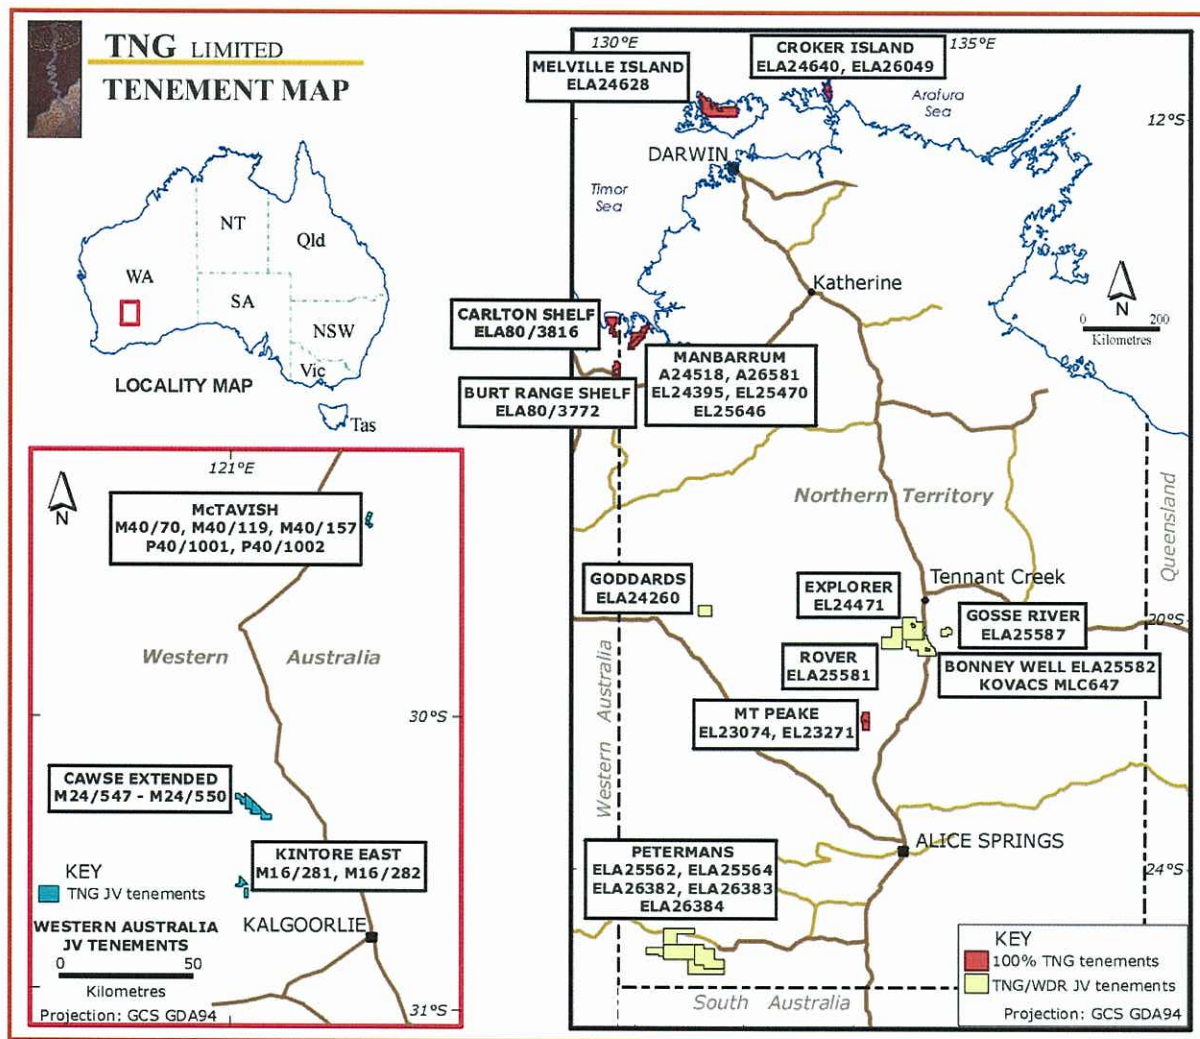 TNG LIMITED
TENEMENT MAP
NT
Qld
WA
SA
NSW
Vic
Tas
LOCALITY MAP
121°E
N
McTAVISH
M40/70, M40/119, M40/157
P40/1001, P40/1002
Western Australia
30°S
CAWSE EXTENDED
M24/547 - M24/550
KINTORE EAST
M16/281, M16/282
KEY
TNG JV tenements
WESTERN AUSTRALIA
JV TENEMENTS
KALGOORLIE
0 50
Kilometres
Projection: GCS GDA94
31°S
130°E
135°E
MELVILLE ISLAND
ELA24628
CROKER ISLAND
ELA24640, ELA26049
Arafura
Sea
12°S
DARWIN
Timor
Sea
Katherine
N
0 200
Kilometres
CARLTON SHELF
ELA80/3816
MANBARRUM
A24518, A26581
EL24395, EL25470
EL25646
BURT RANGE SHELF
ELA80/3772
Northern Territory
Queensland
GODDARDS
ELA24260
EXPLORER
EL24471
Tennant Creek
GOSSE RIVER
ELA25587
20°S
ROVER
ELA25581
BONNEY WELL ELA25582
KOVACS MLC647
Western Australia
MT PEAKE
EL23074, EL23271
ALICE SPRINGS
PETERMANS
ELA25562, ELA25564
ELA26382, ELA26383
ELA26384
24°S
South Australia
KEY
100% TNG tenements
TNG/WDR JV tenements
Projection: GCS GDA94